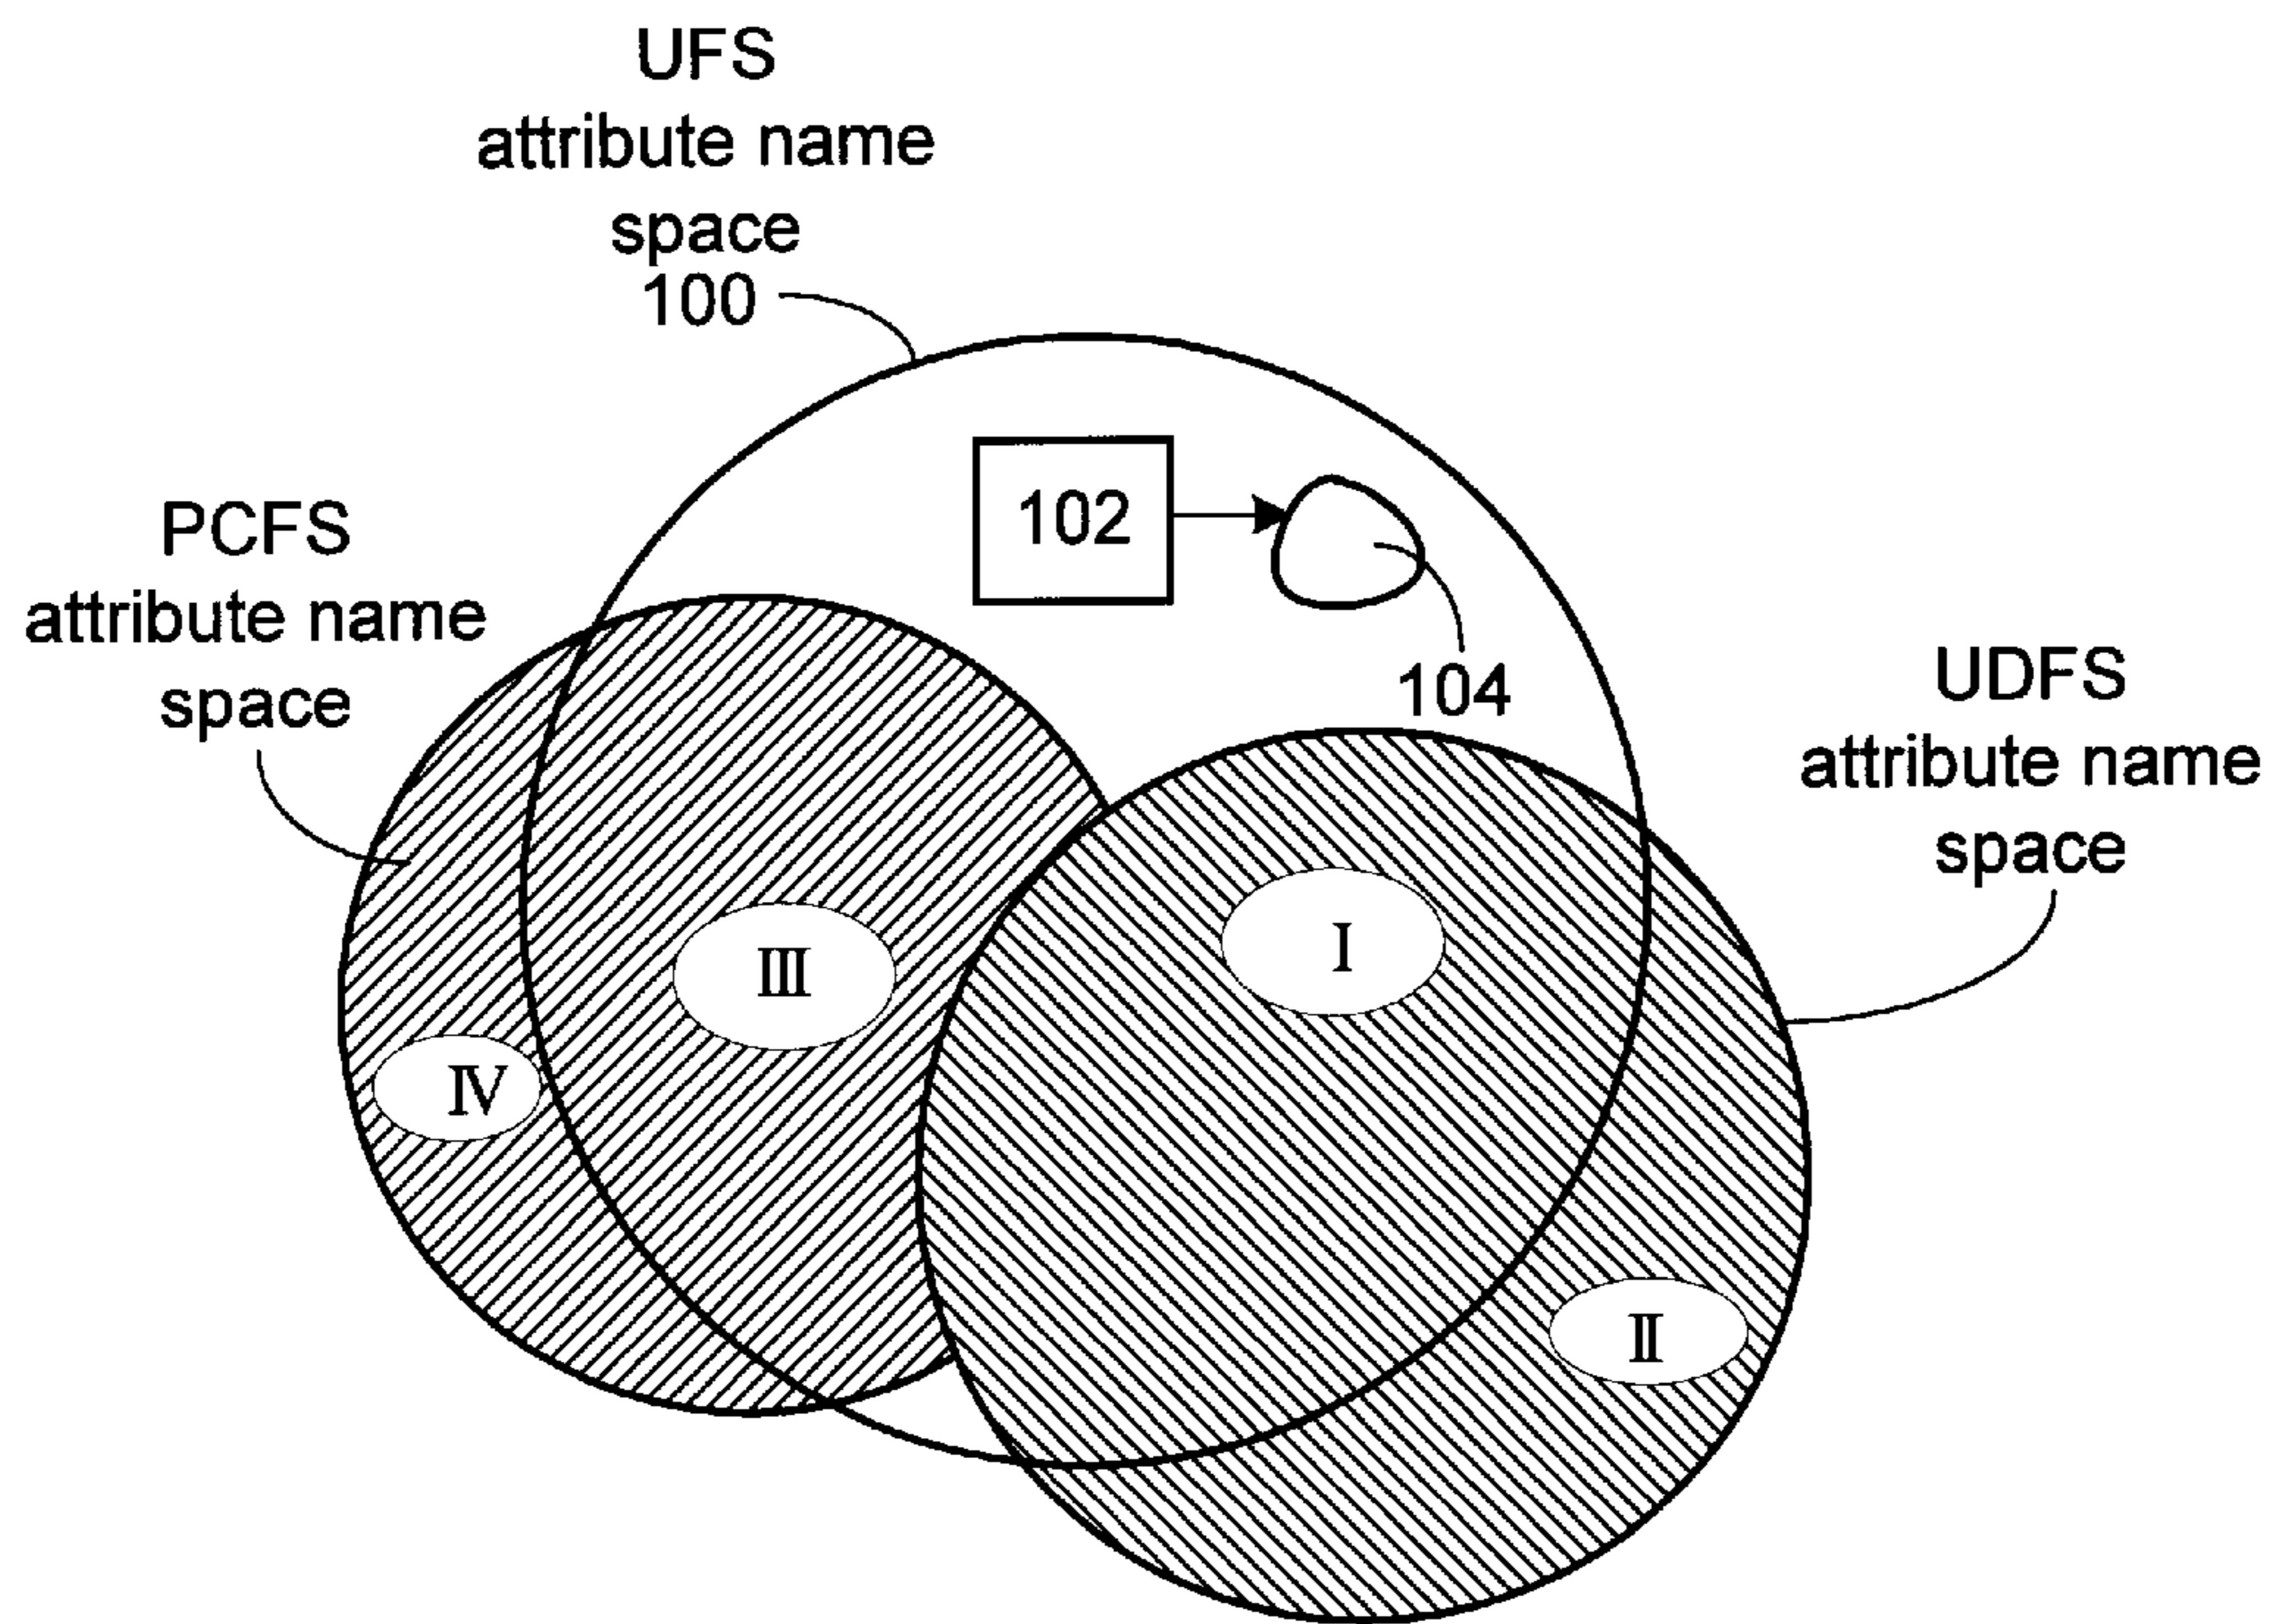 UFS
attribute name
space
100
102
PCFS
attribute name
space
104
UDFS
attribute name
space
I
III
IV
II